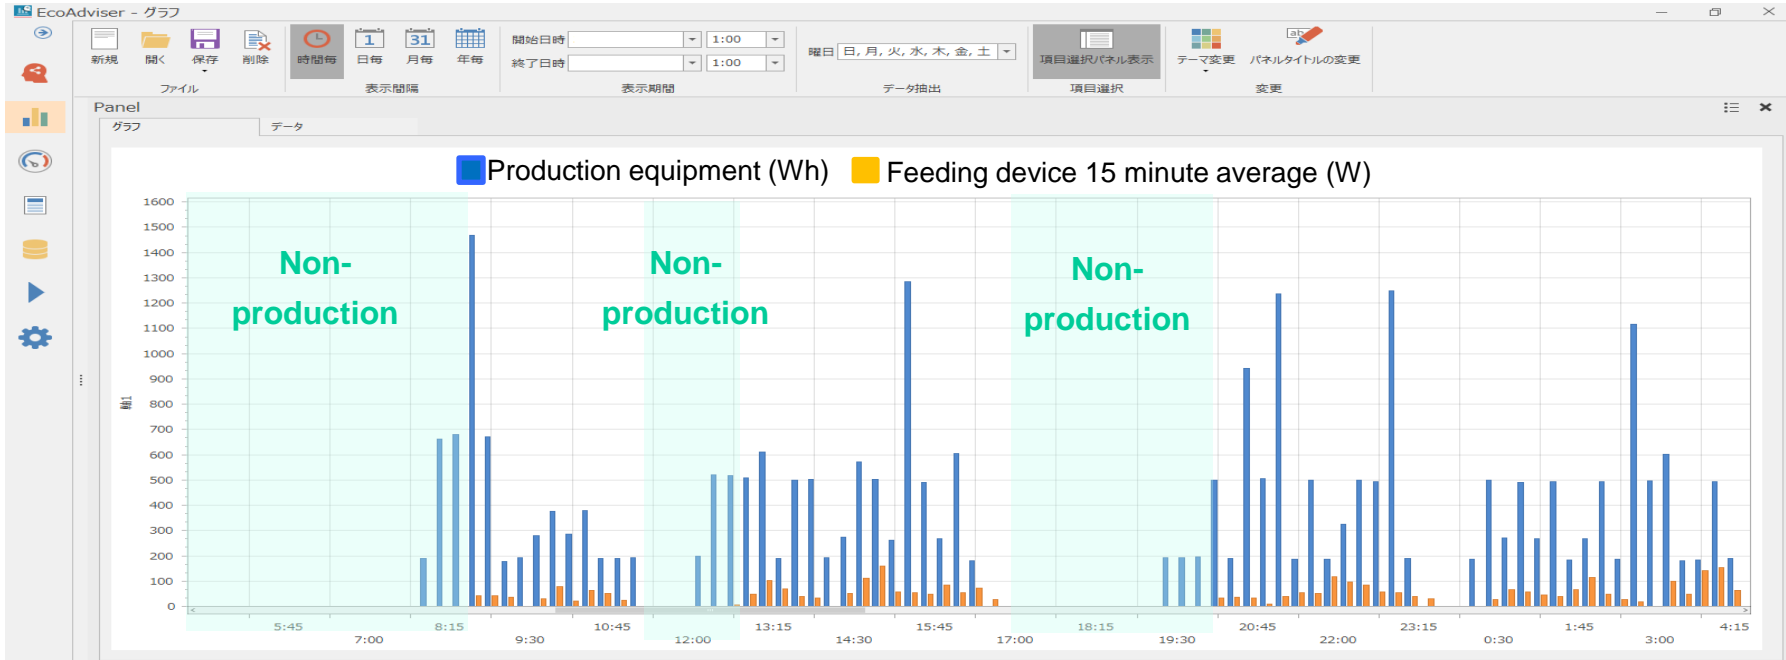 EcoAdviser - グラフ
新規 開く 保存 削除 時間毎 1 日毎 31 月毎 年毎
開始日時 1:00
終了日時 1:00
曜日 日, 月, 火, 水, 木, 金, 土
項目選択パネル表示 テーマ変更 ab パネルタイトルの変更
ファイル 表示間隔 表示期間 データ抽出 項目選択 変更
Panel
グラフ データ
Production equipment (Wh) Feeding device 15 minute average (W)
1600
1500
1400
1300
1200
1100
1000
900
800
700
600
500
400
300
200
100
0
軸1
Non-
production
Non-
production
Non-
production
5:45 8:15 10:45 13:15 15:45 18:15 20:45 23:15 1:45 4:15
7:00 9:30 12:00 14:30 17:00 19:30 22:00 0:30 3:00